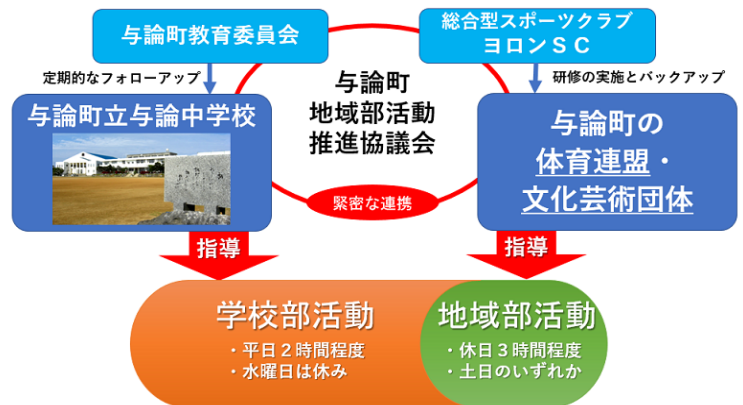 与論町教育委員会
総合型スポーツクラブ
ヨロンSC
定期的なフォローアップ
研修の実施とバックアップ
与論町
地域部活動
推進協議会
与論町立与論中学校
与論町の
体育連盟・
文化芸術団体
緊密な連携
指導
指導
学校部活動
・平日２時間程度
・水曜日は休み
地域部活動
・休日３時間程度
・土日のいずれか